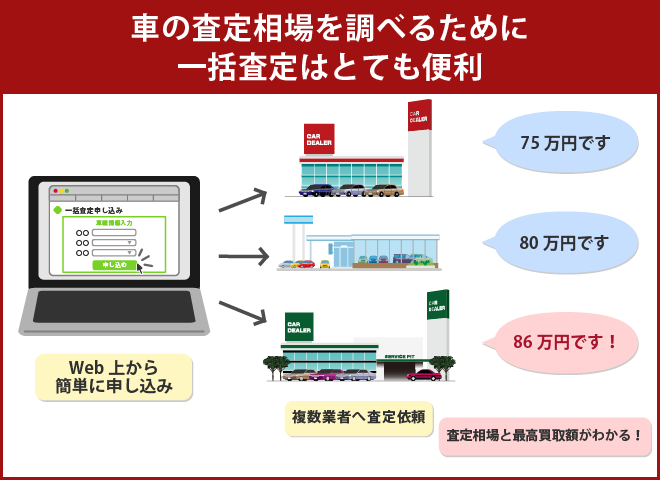 車の査定相場を調べるために
一括査定はとても便利
一括査定申し込み
車種情報入力
○○
○○
○○
申し込む
Web 上から
簡単に申し込み
CAR
DEALER
CAR
DEALER
75 万円です
80 万円です
CAR
DEALER
CAR
DEALER
SERVICE PIT
86 万円です！
複数業者へ査定依頼
査定相場と最高買取額がわかる！